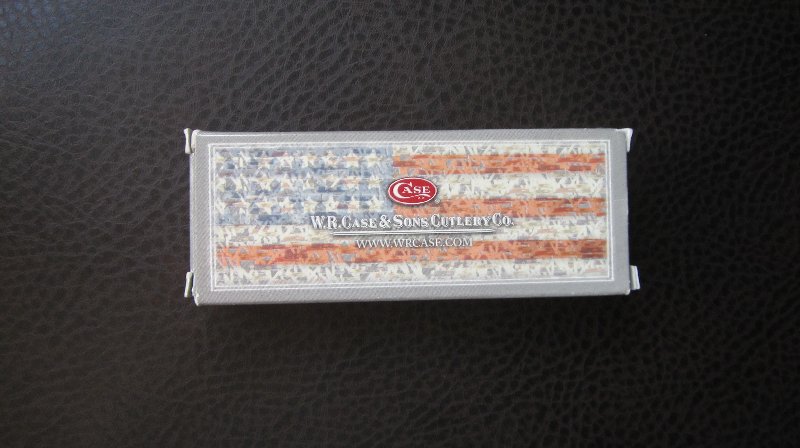 CASE
W.R. CASE & SONS CUTLERY CO.
WWW.WRCASE.COM